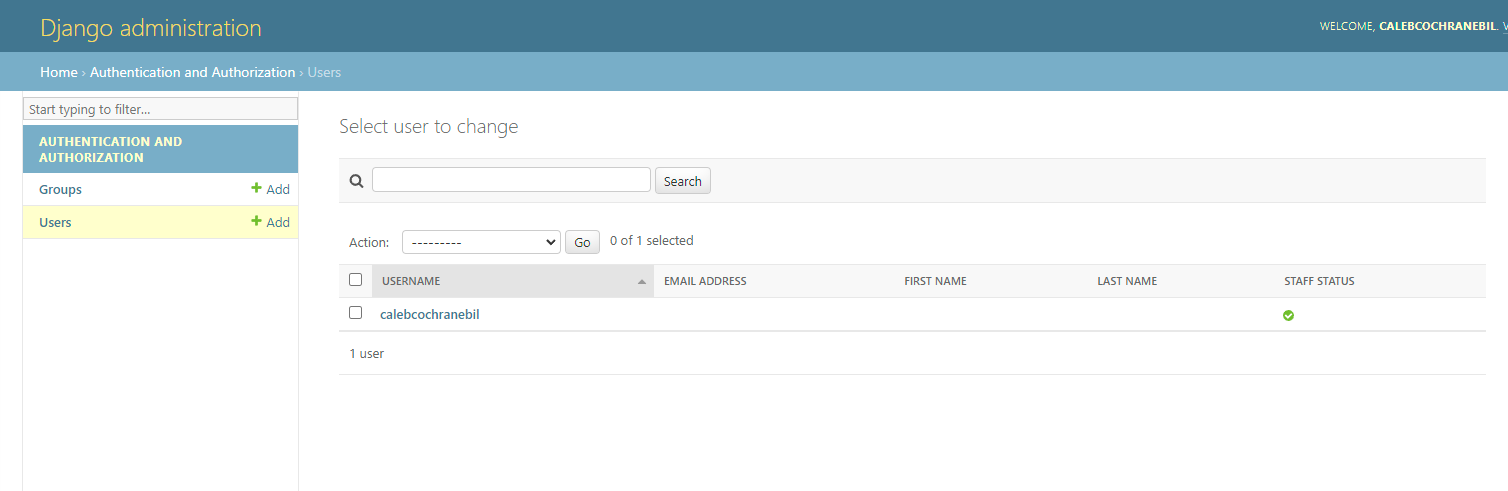 Django administration
WELCOME, CALEBCOCHRANEBIL.
Home › Authentication and Authorization › Users
Start typing to filter...
AUTHENTICATION AND
AUTHORIZATION
Groups + Add
Users + Add
Select user to change
Search
Action: --------- Go 0 of 1 selected
USERNAME EMAIL ADDRESS FIRST NAME LAST NAME STAFF STATUS
calebcochranebil
1 user